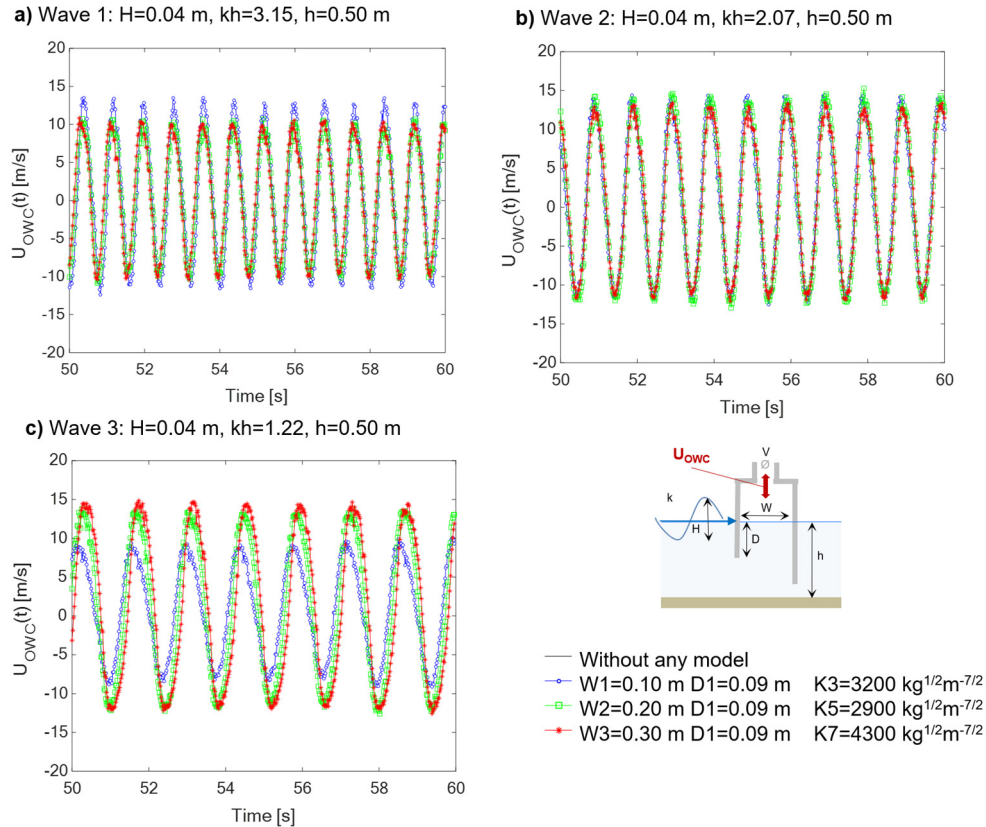 a) Wave 1: H=0.04 m, kh=3.15, h=0.50 m
20
15
10
5
0
-5
-10
-15
-20
U_OWC(t) [m/s]
50 52 54 56 58 60
Time [s]
b) Wave 2: H=0.04 m, kh=2.07, h=0.50 m
20
15
10
5
0
-5
-10
-15
-20
U_OWC(t) [m/s]
50 52 54 56 58 60
Time [s]
c) Wave 3: H=0.04 m, kh=1.22, h=0.50 m
20
15
10
5
0
-5
-10
-15
-20
U_OWC(t) [m/s]
50 52 54 56 58 60
Time [s]
V
Ø
U_OWC
k
W
H
D
h
Without any model
W1=0.10 m D1=0.09 m K3=3200 kg^1/2 m^-7/2
W2=0.20 m D1=0.09 m K5=2900 kg^1/2 m^-7/2
W3=0.30 m D1=0.09 m K7=4300 kg^1/2 m^-7/2